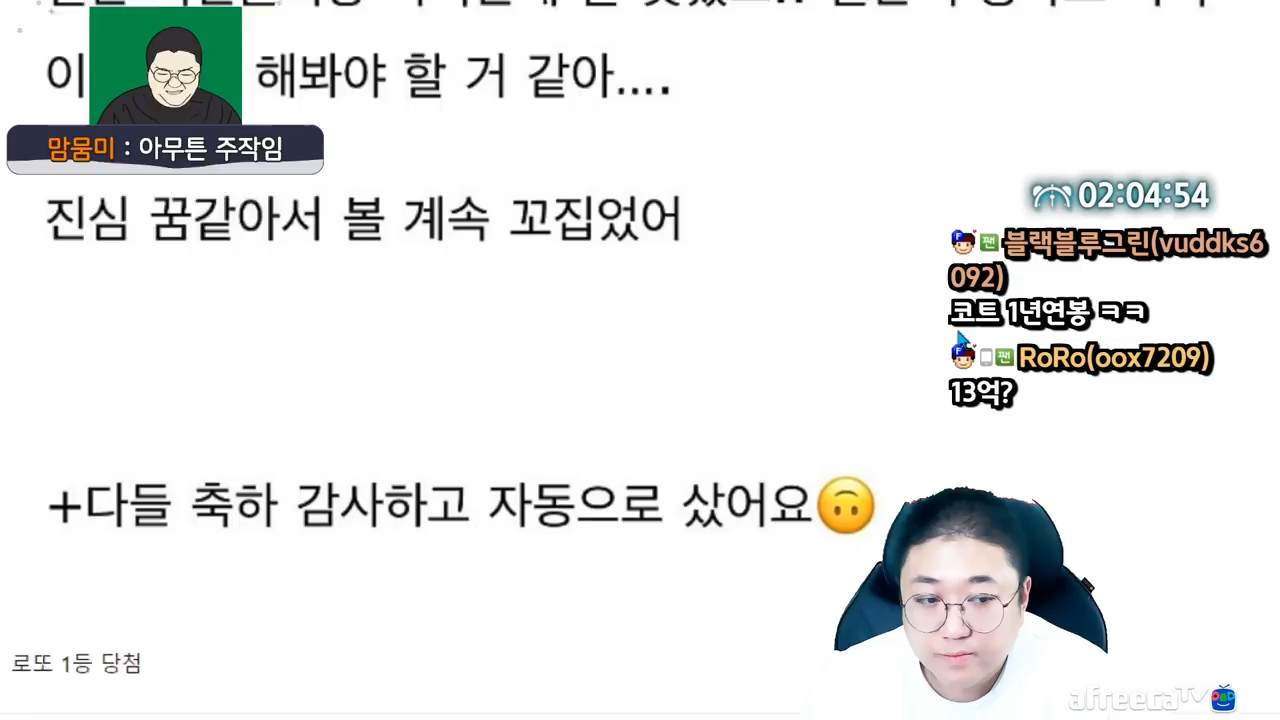 이 해봐야 할 거 같아....
맘뭄미 : 아무튼 주작임
진심 꿈같아서 볼 계속 꼬집었어
02:04:54
블랙블루그린(vuddks6
092)
코트 1년연봉 ㅋㅋ
RoRo(oox7209)
13억?
+다들 축하 감사하고 자동으로 샀어요🙃
로또 1등 당첨
afreecaTV